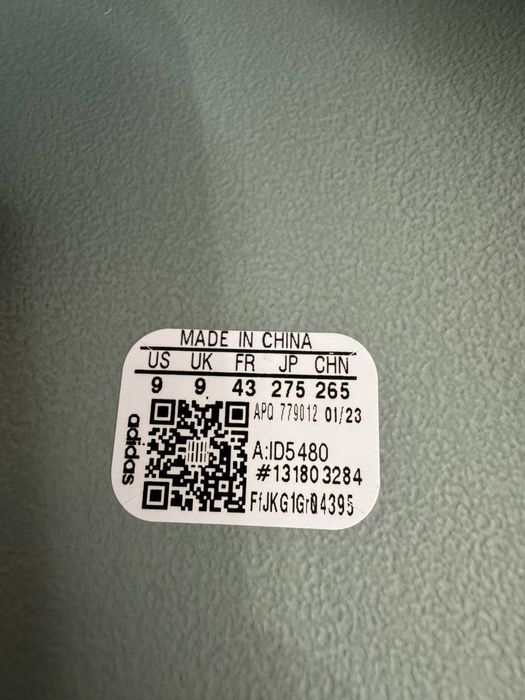 MADE IN CHINA
US UK FR JP CHN
9 9 43 275 265
APQ 779012 01/23
A:ID5480
#131803284
FfJKG1Gr04395
adidas